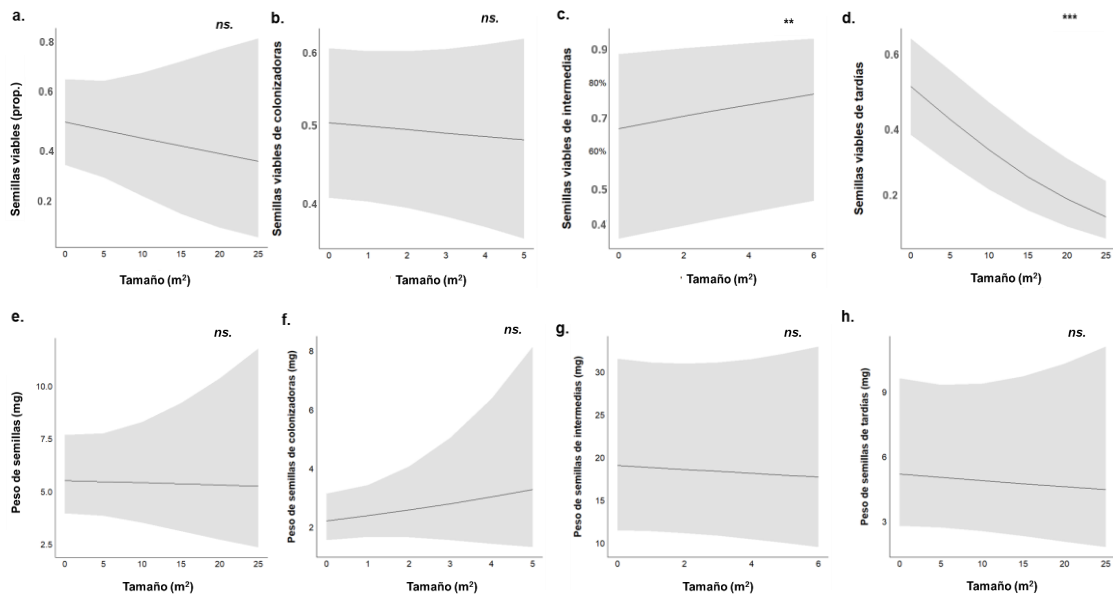 a.
ns.
Semillas viables (prop.)
0.8
0.6
0.4
0.2
0 5 10 15 20 25
Tamaño (m²)
b.
ns.
Semillas viables de colonizadoras
0.6
0.5
0.4
0 1 2 3 4 5
Tamaño (m²)
c.
**
Semillas viables de intermedias
0.9
80%
0.7
60%
0.5
0.4
0 2 4 6
Tamaño (m²)
d.
***
Semillas viables de tardías
0.6
0.4
0.2
0 5 10 15 20 25
Tamaño (m²)
e.
ns.
Peso de semillas (mg)
10.0
7.5
5.0
2.5
0 5 10 15 20 25
Tamaño (m²)
f.
ns.
Peso de semillas de colonizadoras (mg)
8
6
4
2
0 1 2 3 4 5
Tamaño (m²)
g.
ns.
Peso de semillas de intermedias (mg)
30
25
20
15
10
0 2 4 6
Tamaño (m²)
h.
ns.
Peso de semillas de tardías (mg)
9
6
3
0 5 10 15 20 25
Tamaño (m²)